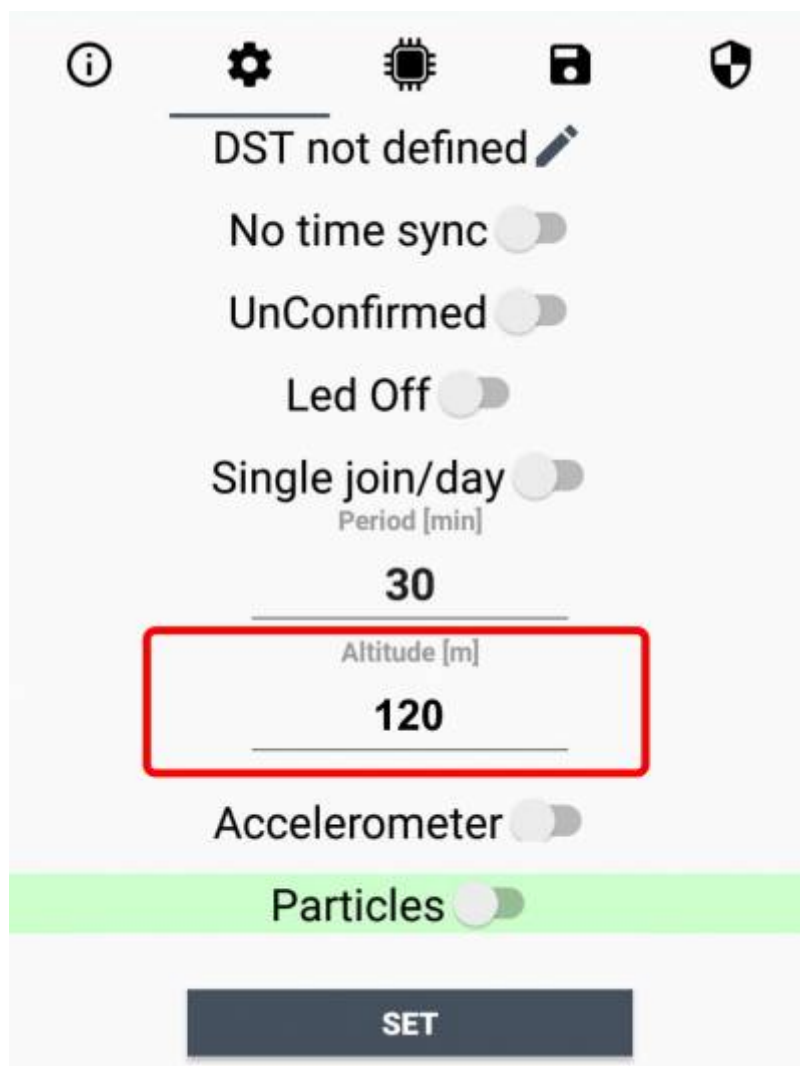 DST not defined
No time sync
UnConfirmed
Led Off
Single join/day
Period [min]
30
Altitude [m]
120
Accelerometer
Particles
SET